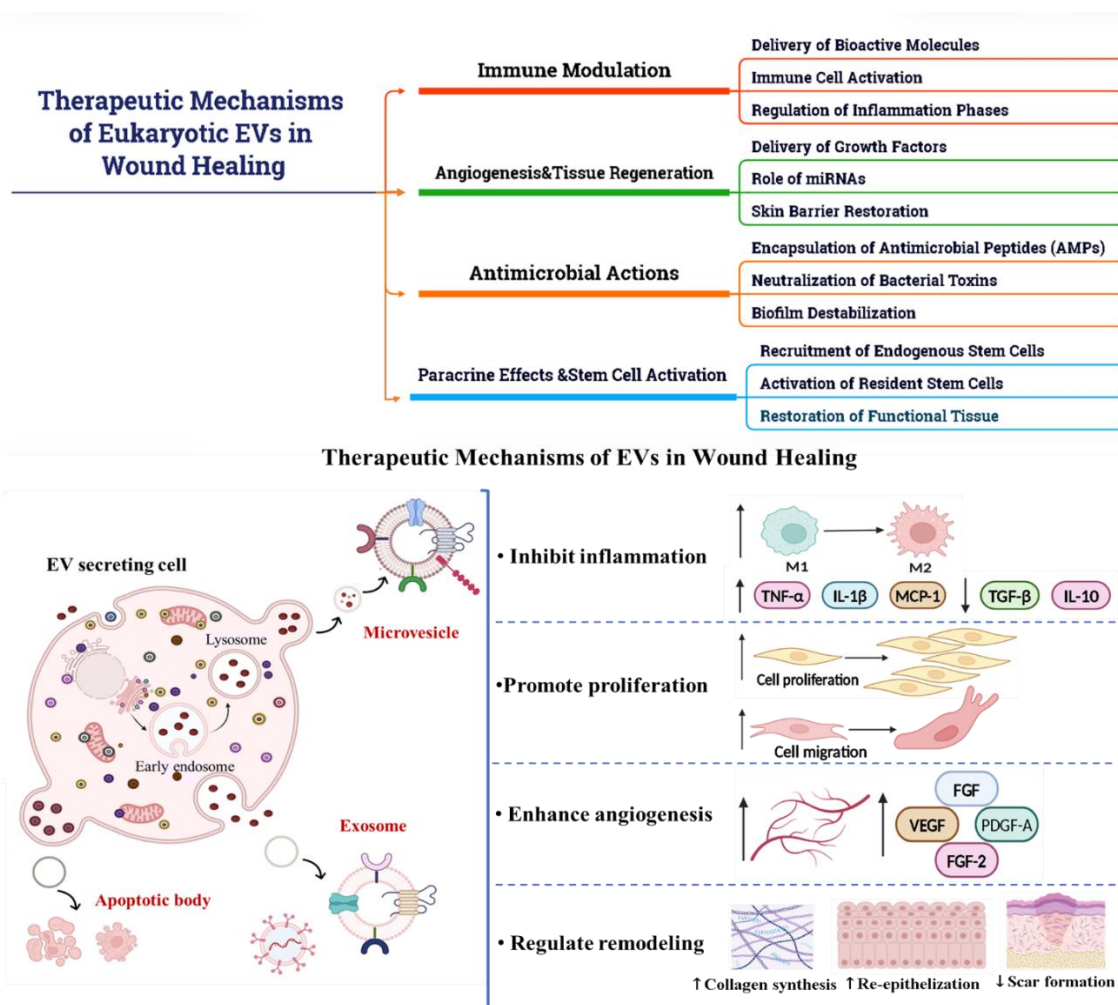 Therapeutic Mechanisms
of Eukaryotic EVs in
Wound Healing
Immune Modulation
Delivery of Bioactive Molecules
Immune Cell Activation
Regulation of Inflammation Phases
Angiogenesis&Tissue Regeneration
Delivery of Growth Factors
Role of miRNAs
Skin Barrier Restoration
Antimicrobial Actions
Encapsulation of Antimicrobial Peptides (AMPs)
Neutralization of Bacterial Toxins
Biofilm Destabilization
Paracrine Effects &Stem Cell Activation
Recruitment of Endogenous Stem Cells
Activation of Resident Stem Cells
Restoration of Functional Tissue
Therapeutic Mechanisms of EVs in Wound Healing
EV secreting cell
Lysosome
Early endosome
Microvesicle
Exosome
Apoptotic body
• Inhibit inflammation
M1
M2
↑ TNF-α IL-1β MCP-1 ↓ TGF-β IL-10
•Promote proliferation
Cell proliferation
Cell migration
• Enhance angiogenesis
FGF
VEGF PDGF-A
FGF-2
• Regulate remodeling
↑Collagen synthesis ↑Re-epithelization ↓Scar formation